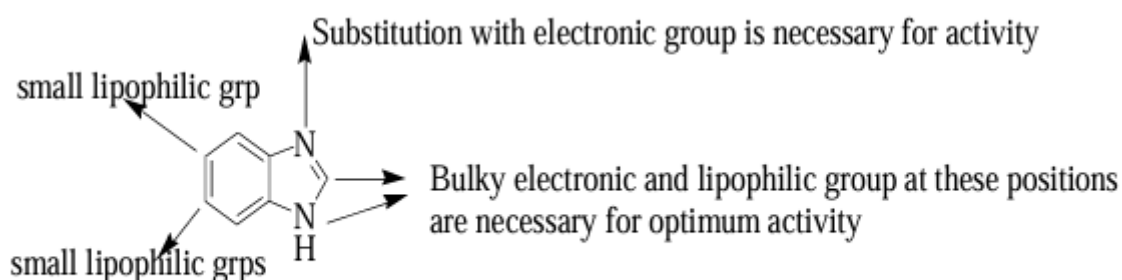 Substitution with electronic group is necessary for activity
small lipophilic grp
N
Bulky electronic and lipophilic group at these positions
are necessary for optimum activity
N
H
small lipophilic grps